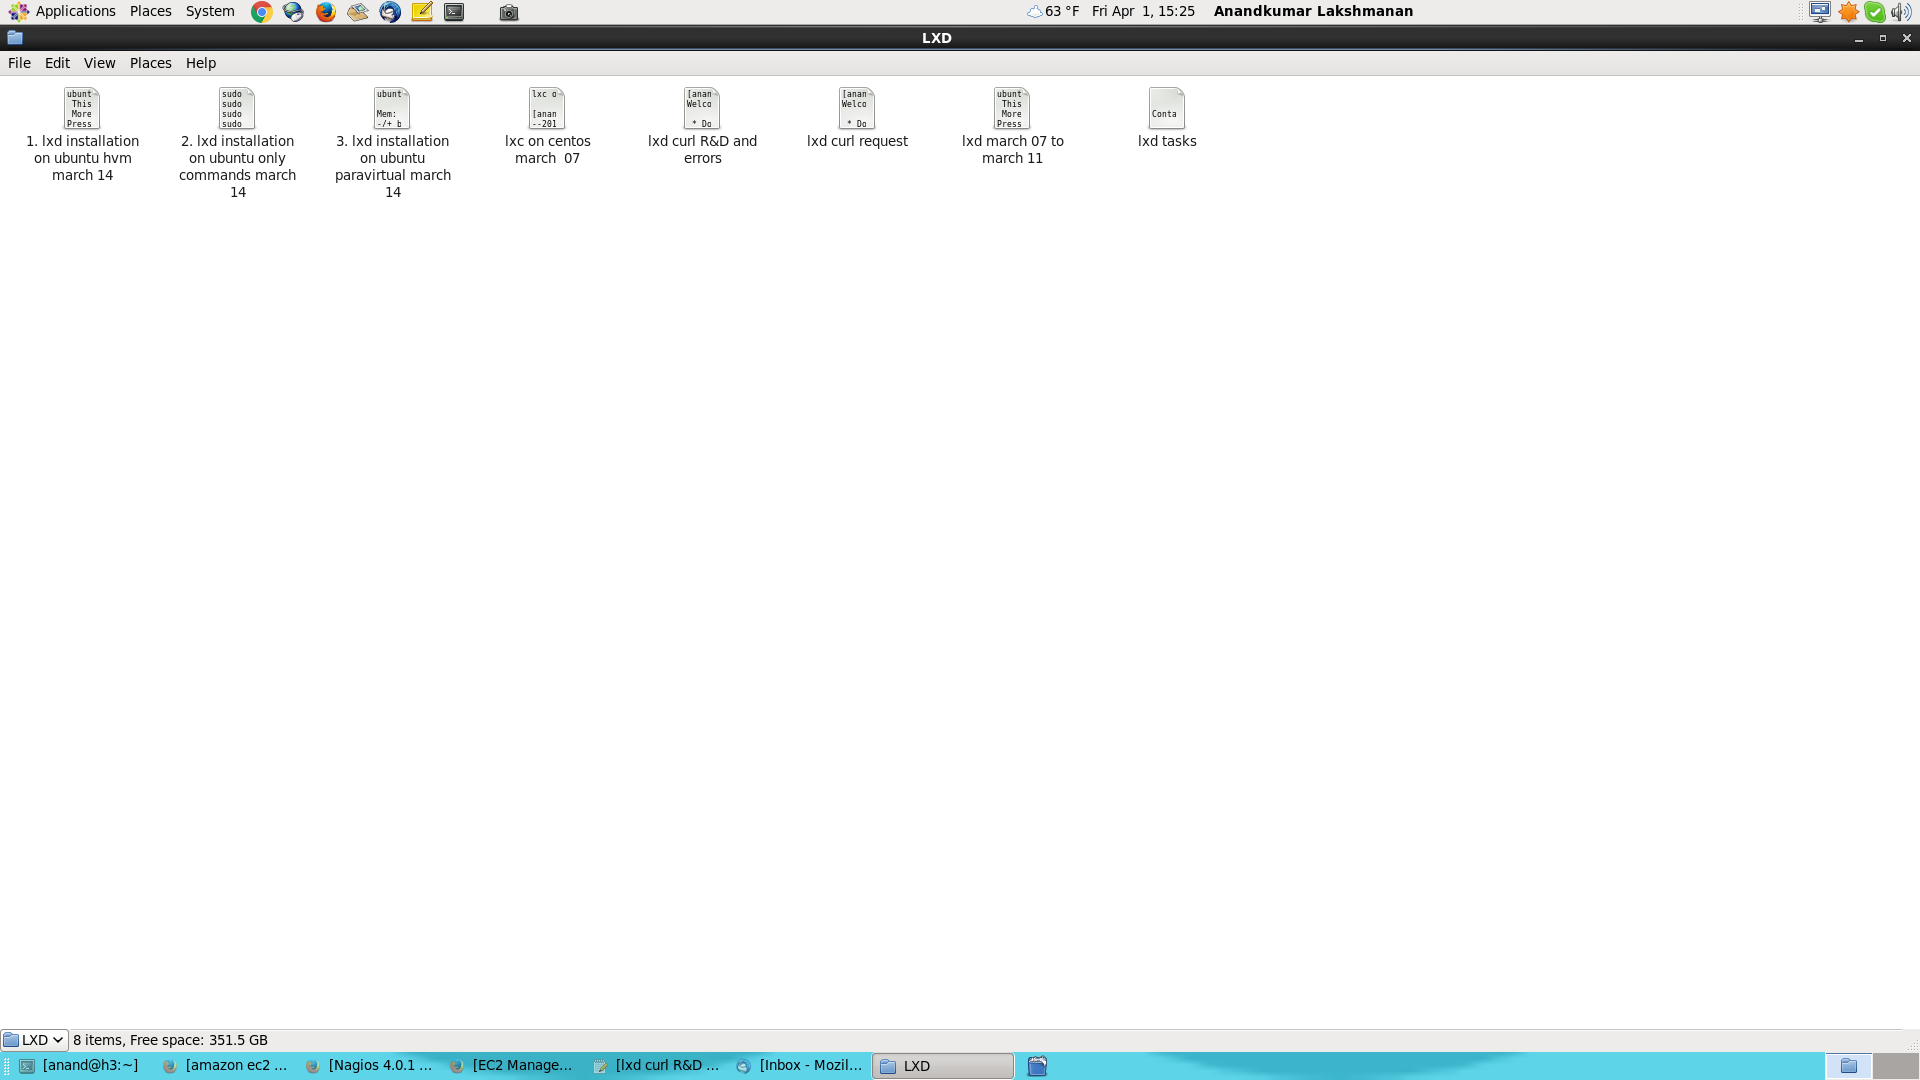 Applications Places System 63 °F Fri Apr 1, 15:25 Anandkumar Lakshmanan
LXD
File Edit View Places Help
ubunt
This
More
Press
1. lxd installation
on ubuntu hvm
march 14
sudo
sudo
sudo
sudo
2. lxd installation
on ubuntu only
commands march
14
ubunt
Mem:
-/+ b
3. lxd installation
on ubuntu
paravirtual march
14
lxc o
[anan
--201
lxc on centos
march 07
[anan
Welco
* Do
lxd curl R&D and
errors
[anan
Welco
* Do
lxd curl request
ubunt
This
More
Press
lxd march 07 to
march 11
Conta
lxd tasks
LXD 8 items, Free space: 351.5 GB
[anand@h3:~] [amazon ec2 ... [Nagios 4.0.1 ... [EC2 Manage... [lxd curl R&D ... [Inbox - Mozil... LXD